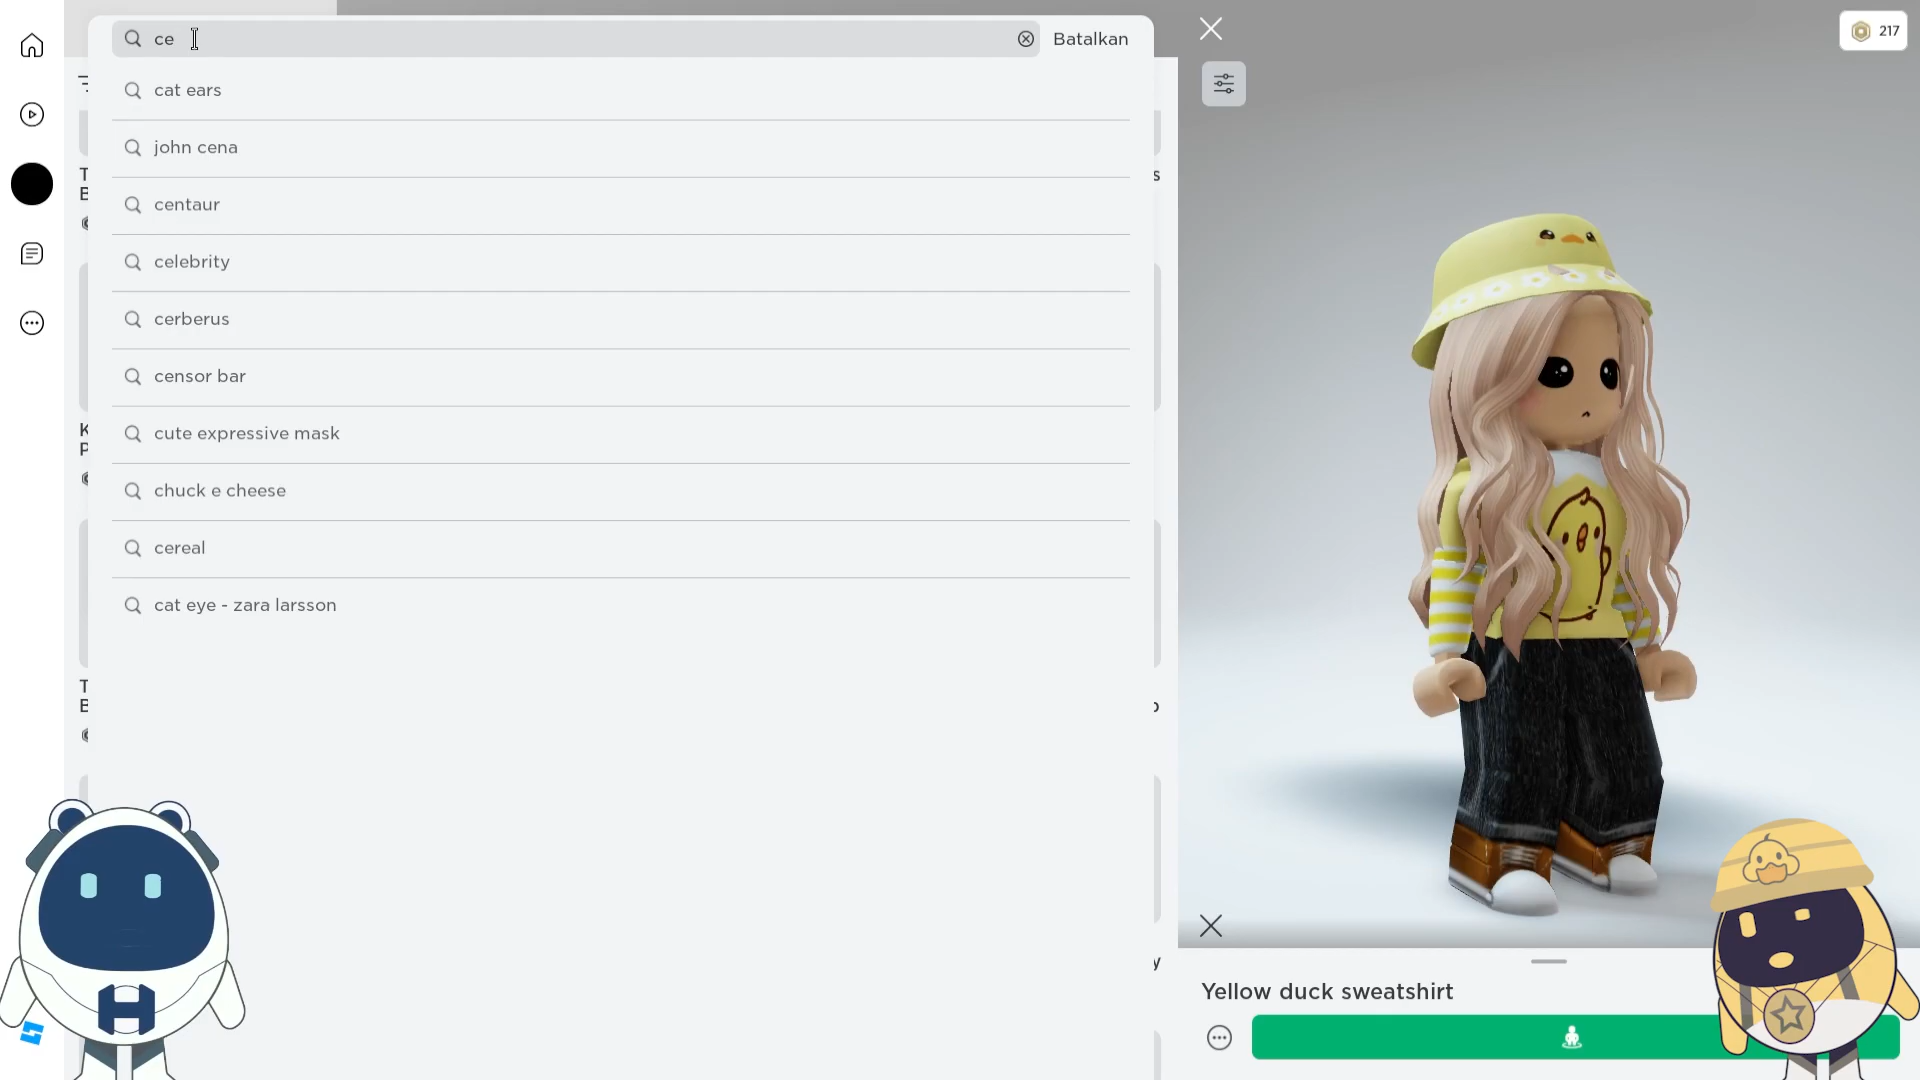 ce
Batalkan
217
cat ears
john cena
T
B
s
centaur
celebrity
cerberus
censor bar
K
P
cute expressive mask
chuck e cheese
cereal
cat eye - zara larsson
T
B
y
Yellow duck sweatshirt
H